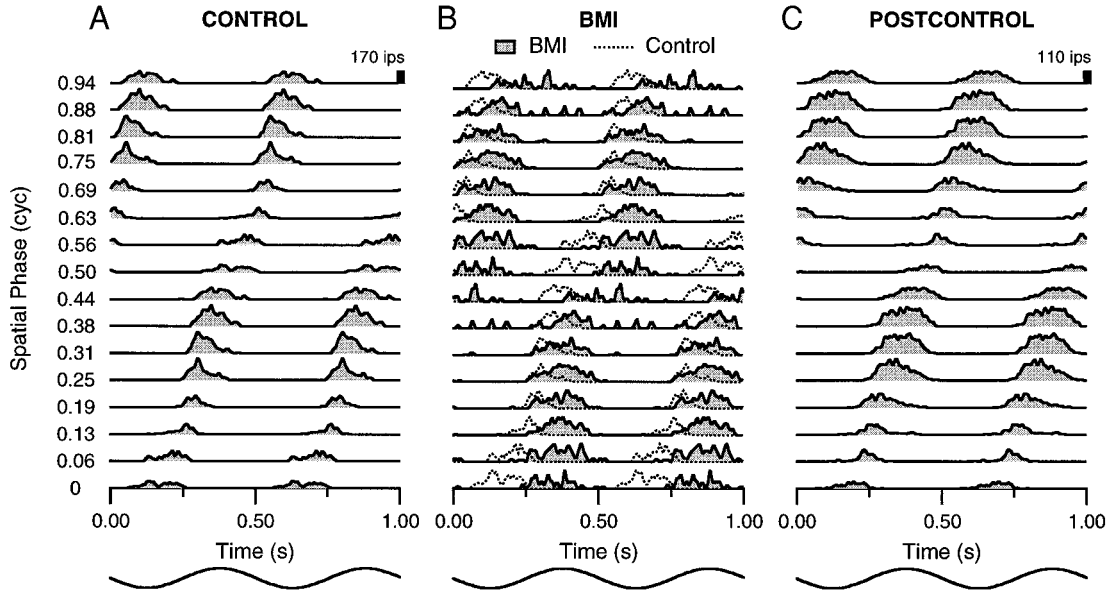 A CONTROL
B BMI
C POSTCONTROL
BMI Control
170 ips
110 ips
Spatial Phase (cyc)
0.94
0.88
0.81
0.75
0.69
0.63
0.56
0.50
0.44
0.38
0.31
0.25
0.19
0.13
0.06
0
0.00 0.50 1.00
0.00 0.50 1.00
0.00 0.50 1.00
Time (s)
Time (s)
Time (s)